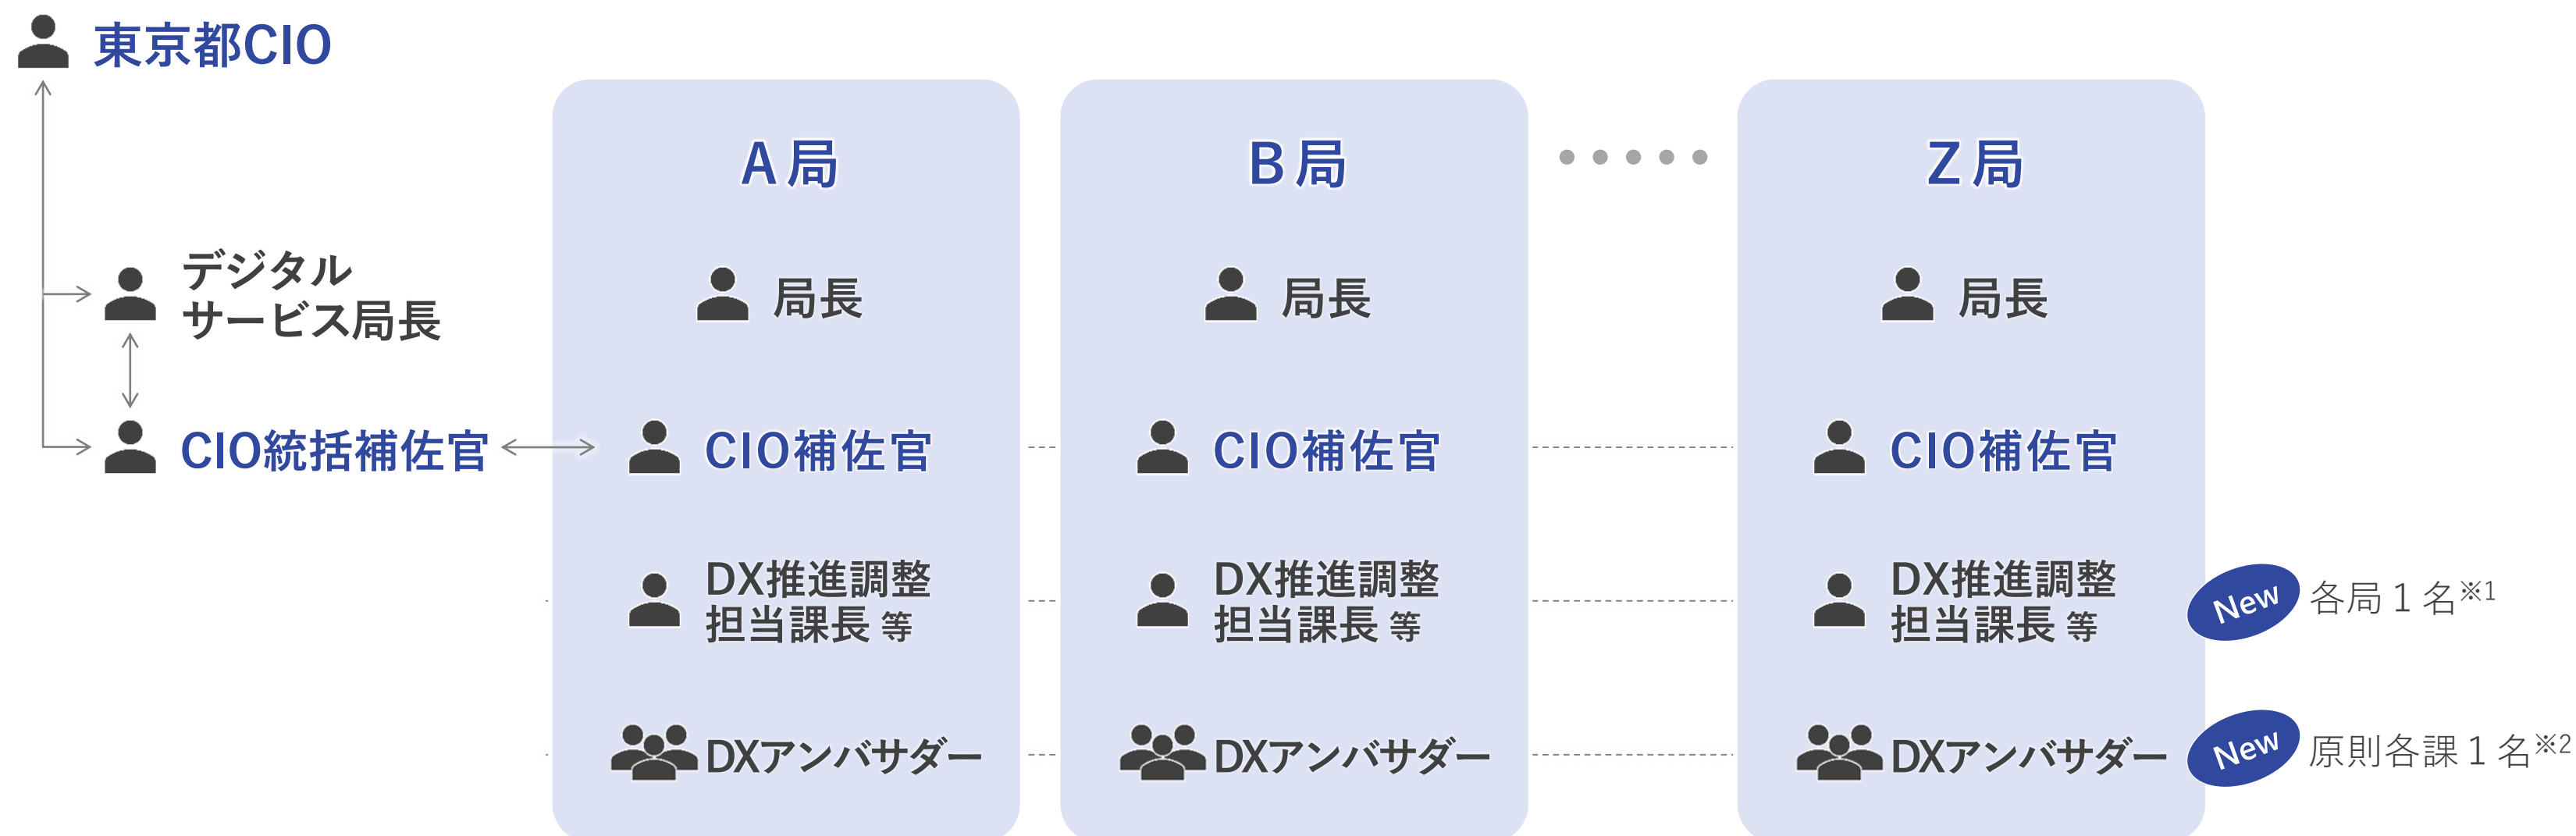 東京都CIO
デジタル
サービス局長
CIO統括補佐官
A局
局長
CIO補佐官
DX推進調整
担当課長 等
DXアンバサダー
B局
局長
CIO補佐官
DX推進調整
担当課長 等
DXアンバサダー
Z局
局長
CIO補佐官
DX推進調整
担当課長 等
New 各局1名※1
DXアンバサダー
New 原則各課1名※2